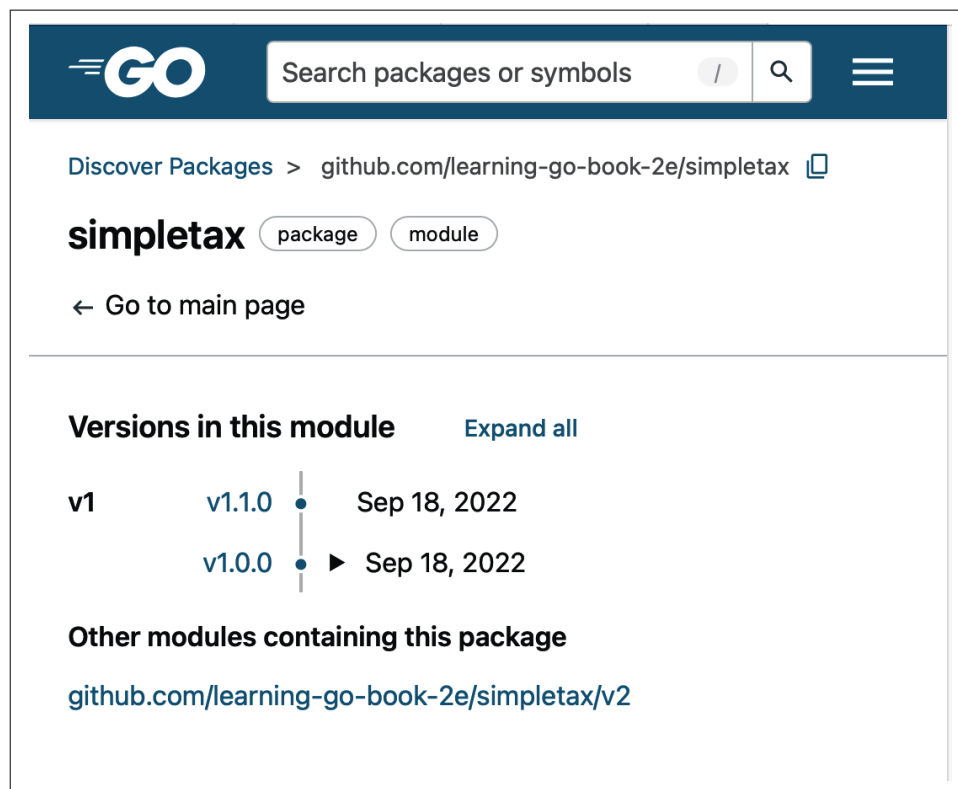 GO
Search packages or symbols /
Discover Packages > github.com/learning-go-book-2e/simpletax
simpletax package module
← Go to main page
Versions in this module Expand all
v1 v1.1.0 Sep 18, 2022
v1.0.0 ▶ Sep 18, 2022
Other modules containing this package
github.com/learning-go-book-2e/simpletax/v2